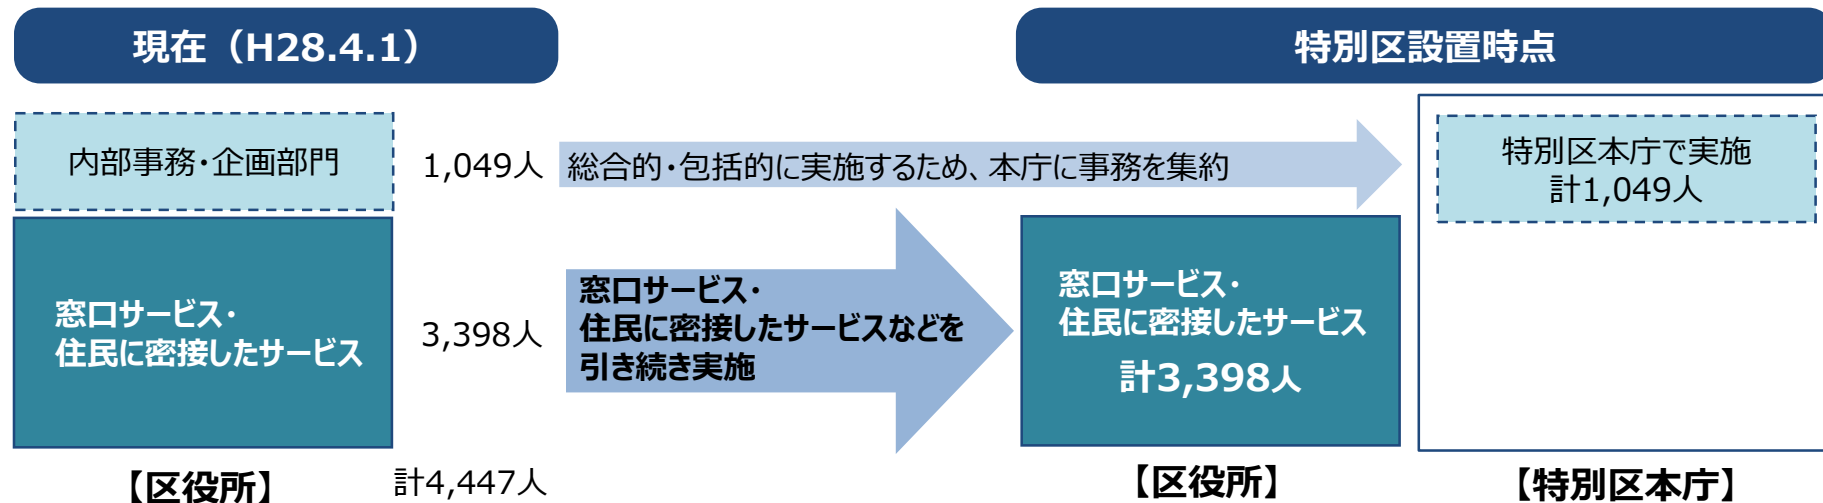 現在（H28.4.1）
特別区設置時点
内部事務・企画部門
1,049人
総合的・包括的に実施するため、本庁に事務を集約
特別区本庁で実施
計1,049人
窓口サービス・
住民に密接したサービス
3,398人
窓口サービス・
住民に密接したサービスなどを
引き続き実施
窓口サービス・
住民に密接したサービス
計3,398人
【区役所】
計4,447人
【区役所】
【特別区本庁】